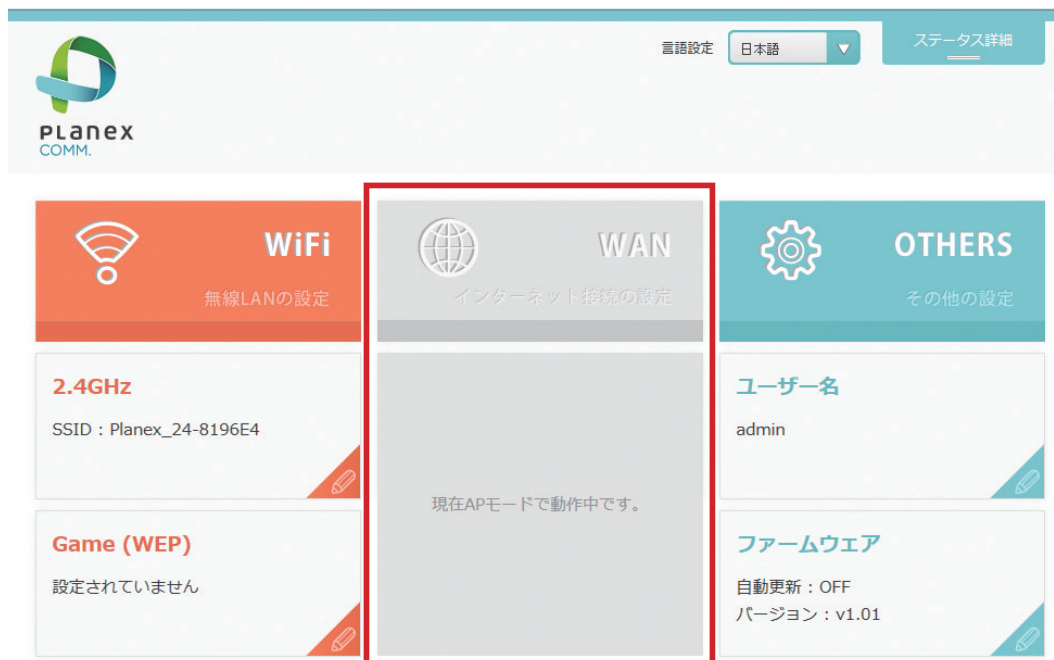 PLANEX
COMM.
言語設定
日本語
ステータス詳細
WiFi
無線LANの設定
2.4GHz
SSID：Planex_24-8196E4
Game (WEP)
設定されていません
WAN
インターネット接続の設定
現在APモードで動作中です。
OTHERS
その他の設定
ユーザー名
admin
ファームウェア
自動更新：OFF
バージョン：v1.01